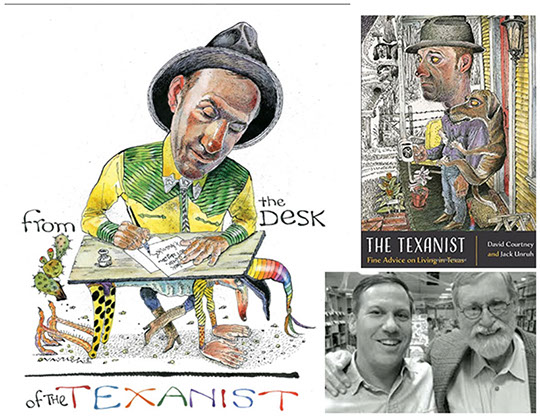 from
the
DESK
of THE TEXANIST
THE TEXANIST
Fine Advice on Living in Texas
David Courtney
and Jack Unruh